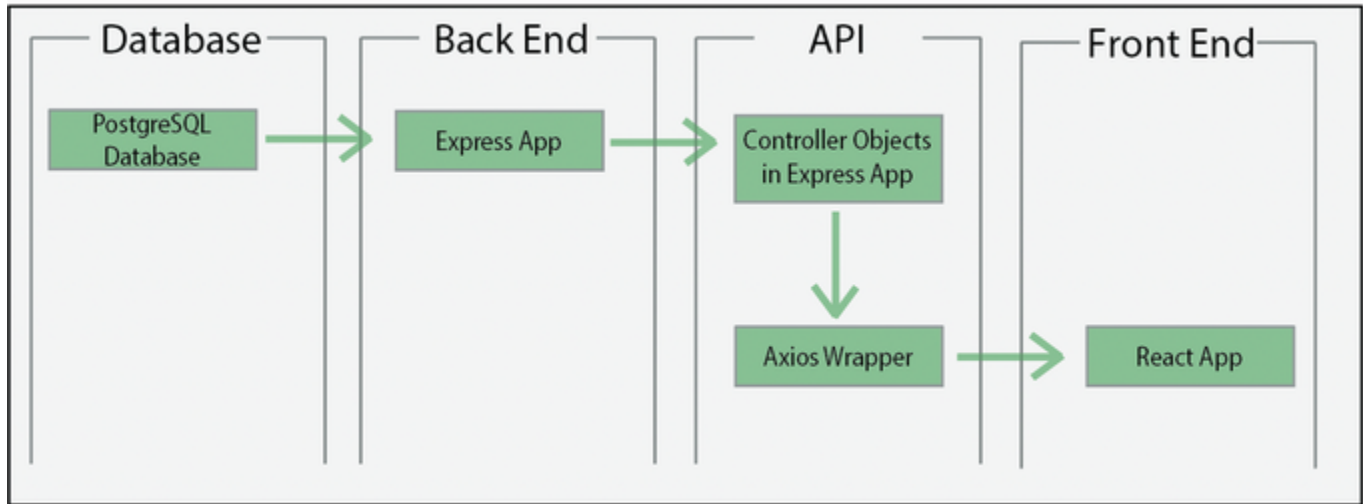 Database
Back End
API
Front End
PostgreSQL
Database
Express App
Controller Objects
in Express App
Axios Wrapper
React App